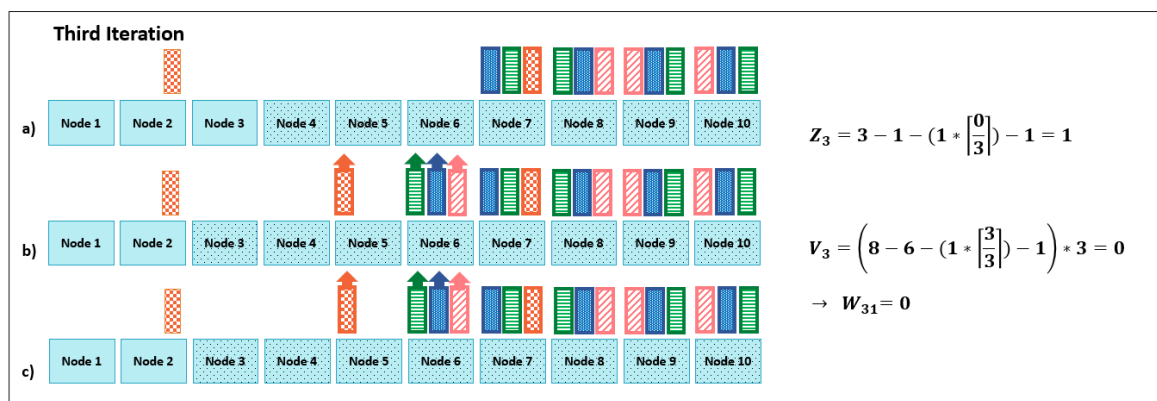 Third Iteration
a) Node 1 Node 2 Node 3 Node 4 Node 5 Node 6 Node 7 Node 8 Node 9 Node 10
b) Node 1 Node 2 Node 3 Node 4 Node 5 Node 6 Node 7 Node 8 Node 9 Node 10
c) Node 1 Node 2 Node 3 Node 4 Node 5 Node 6 Node 7 Node 8 Node 9 Node 10
Z₃ = 3 − 1 − (1 * ⌈0/3⌉) − 1 = 1
V₃ = (8 − 6 − (1 * ⌈3/3⌉) − 1) * 3 = 0
→ W₃₁= 0